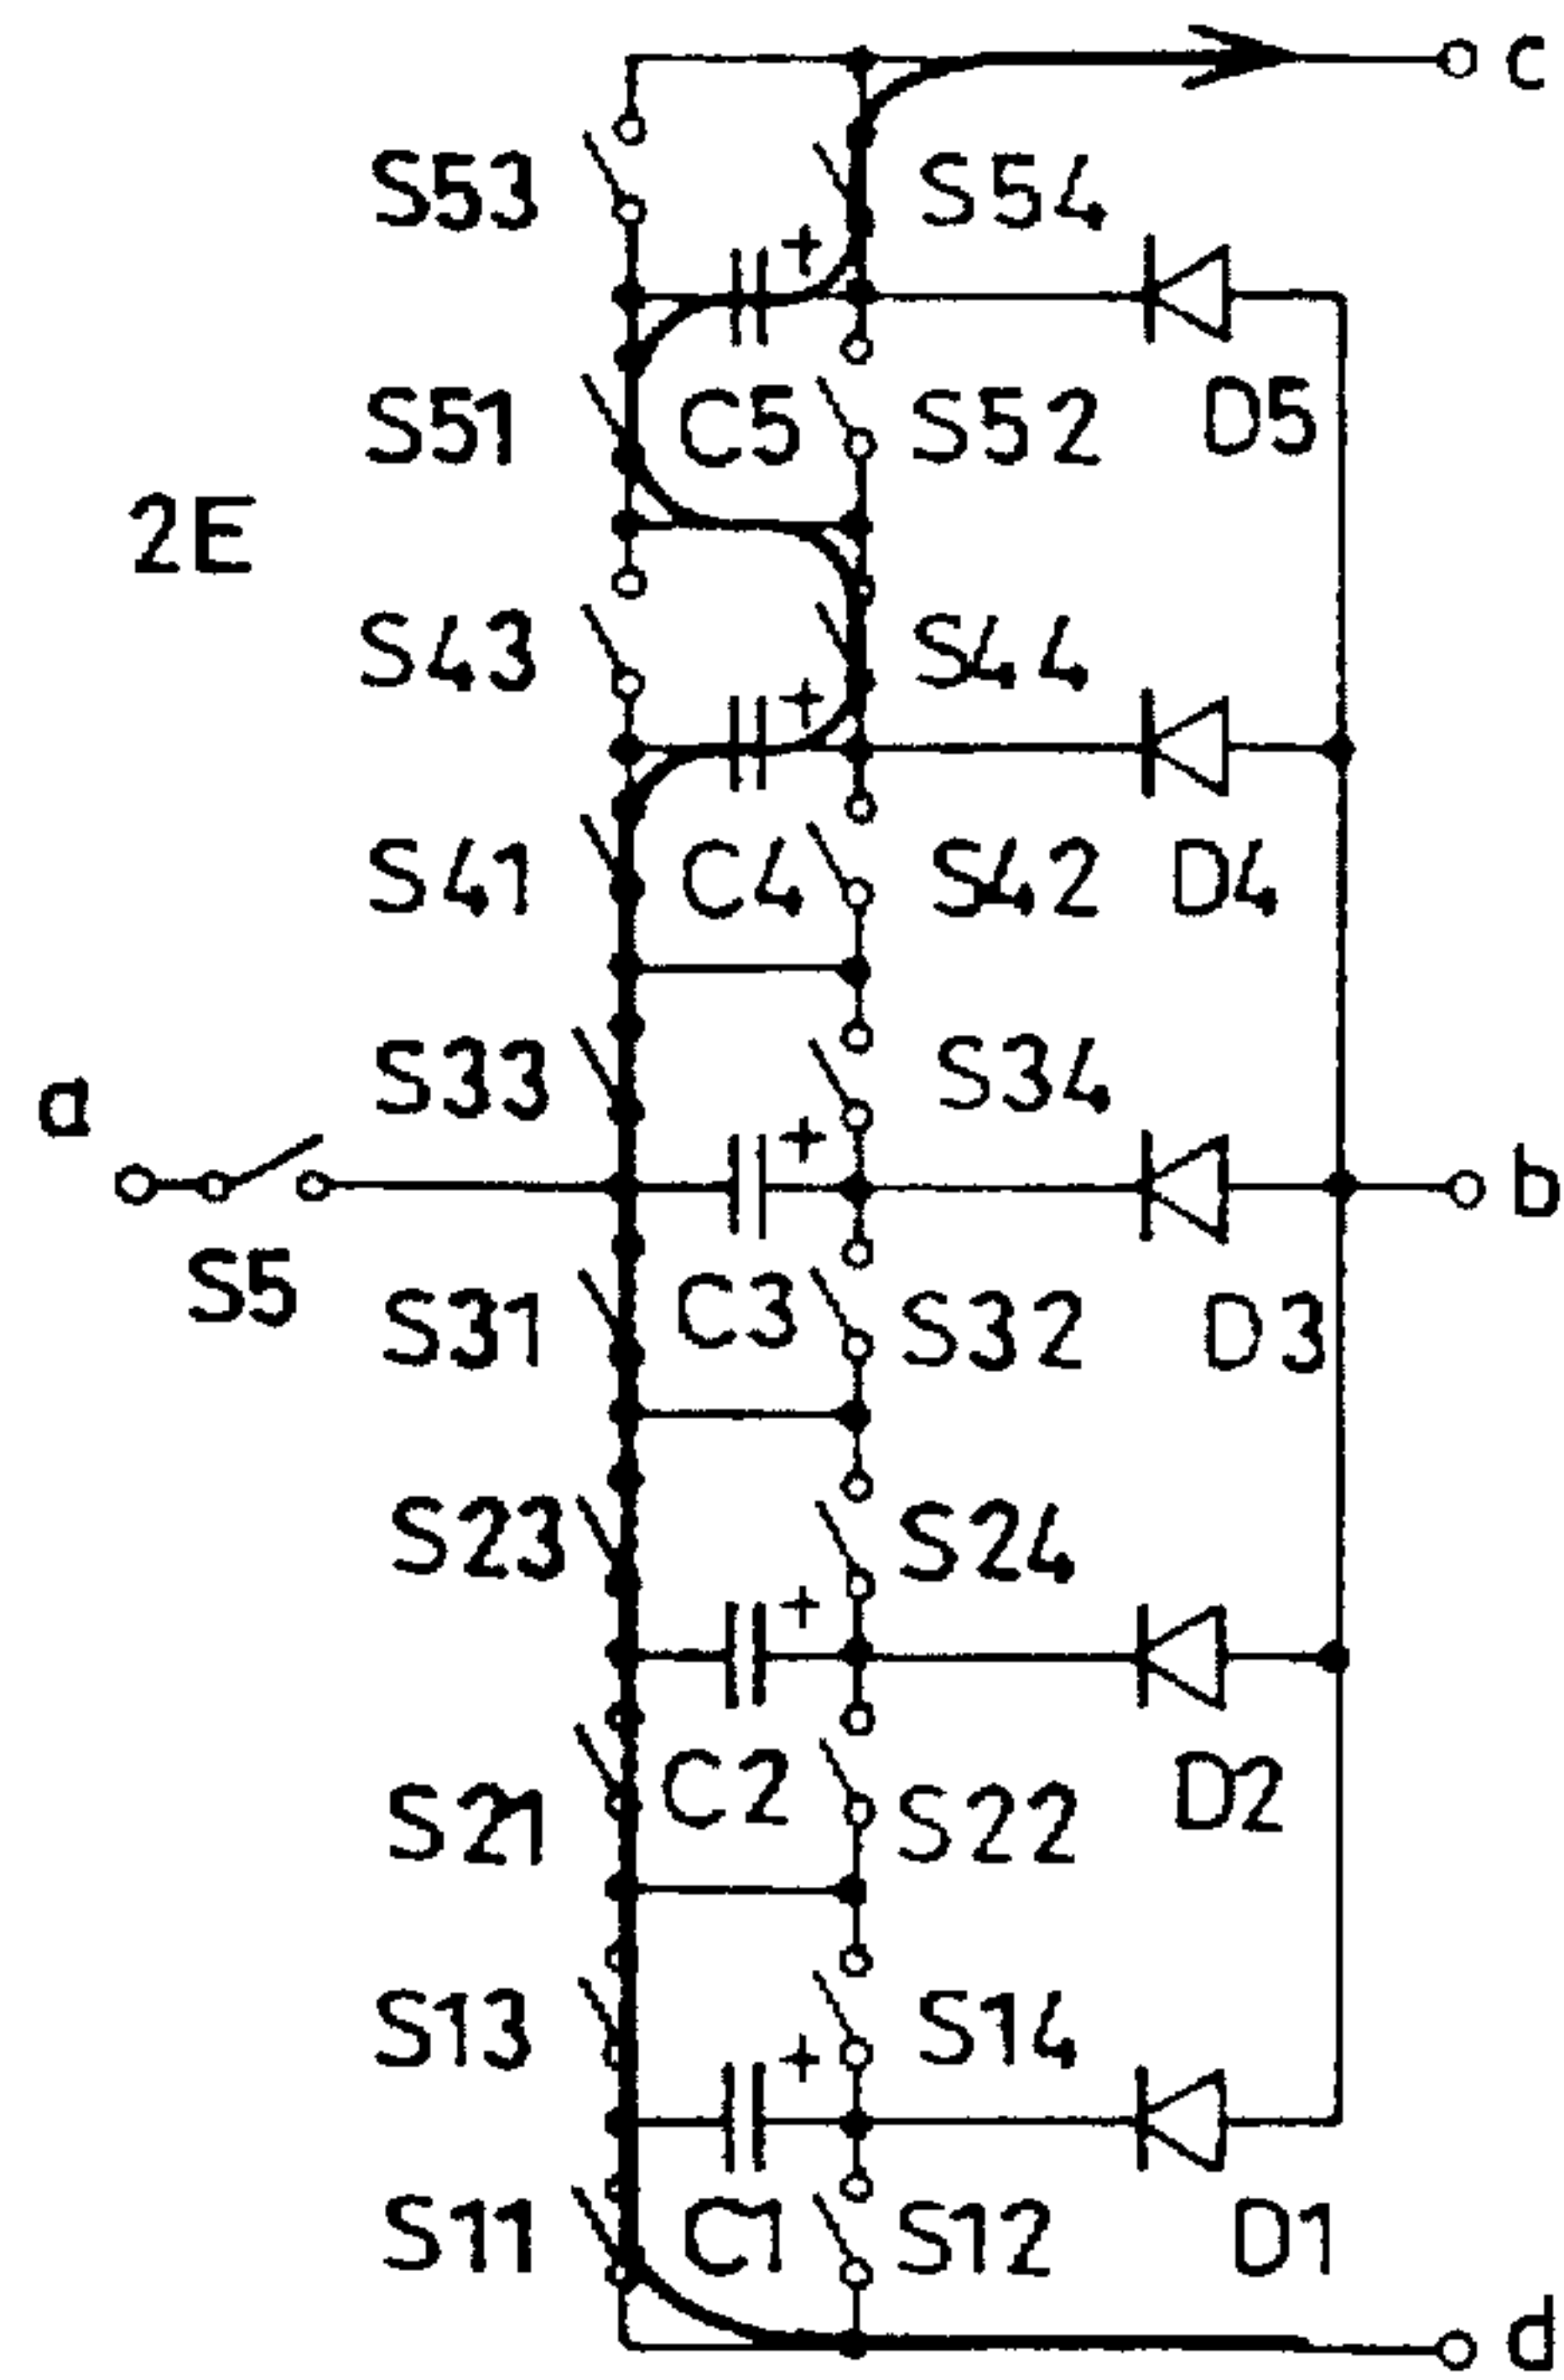 c
S53 S54
+
S51 C5 S52 D5
2E
S43 S44
+
S41 C4 S42 D4
S33 S34
a
+
b
S5
S31 C3 S32 D3
S23 S24
+
S21 C2 S22 D2
S13 S14
+
S11 C1 S12 D1
d